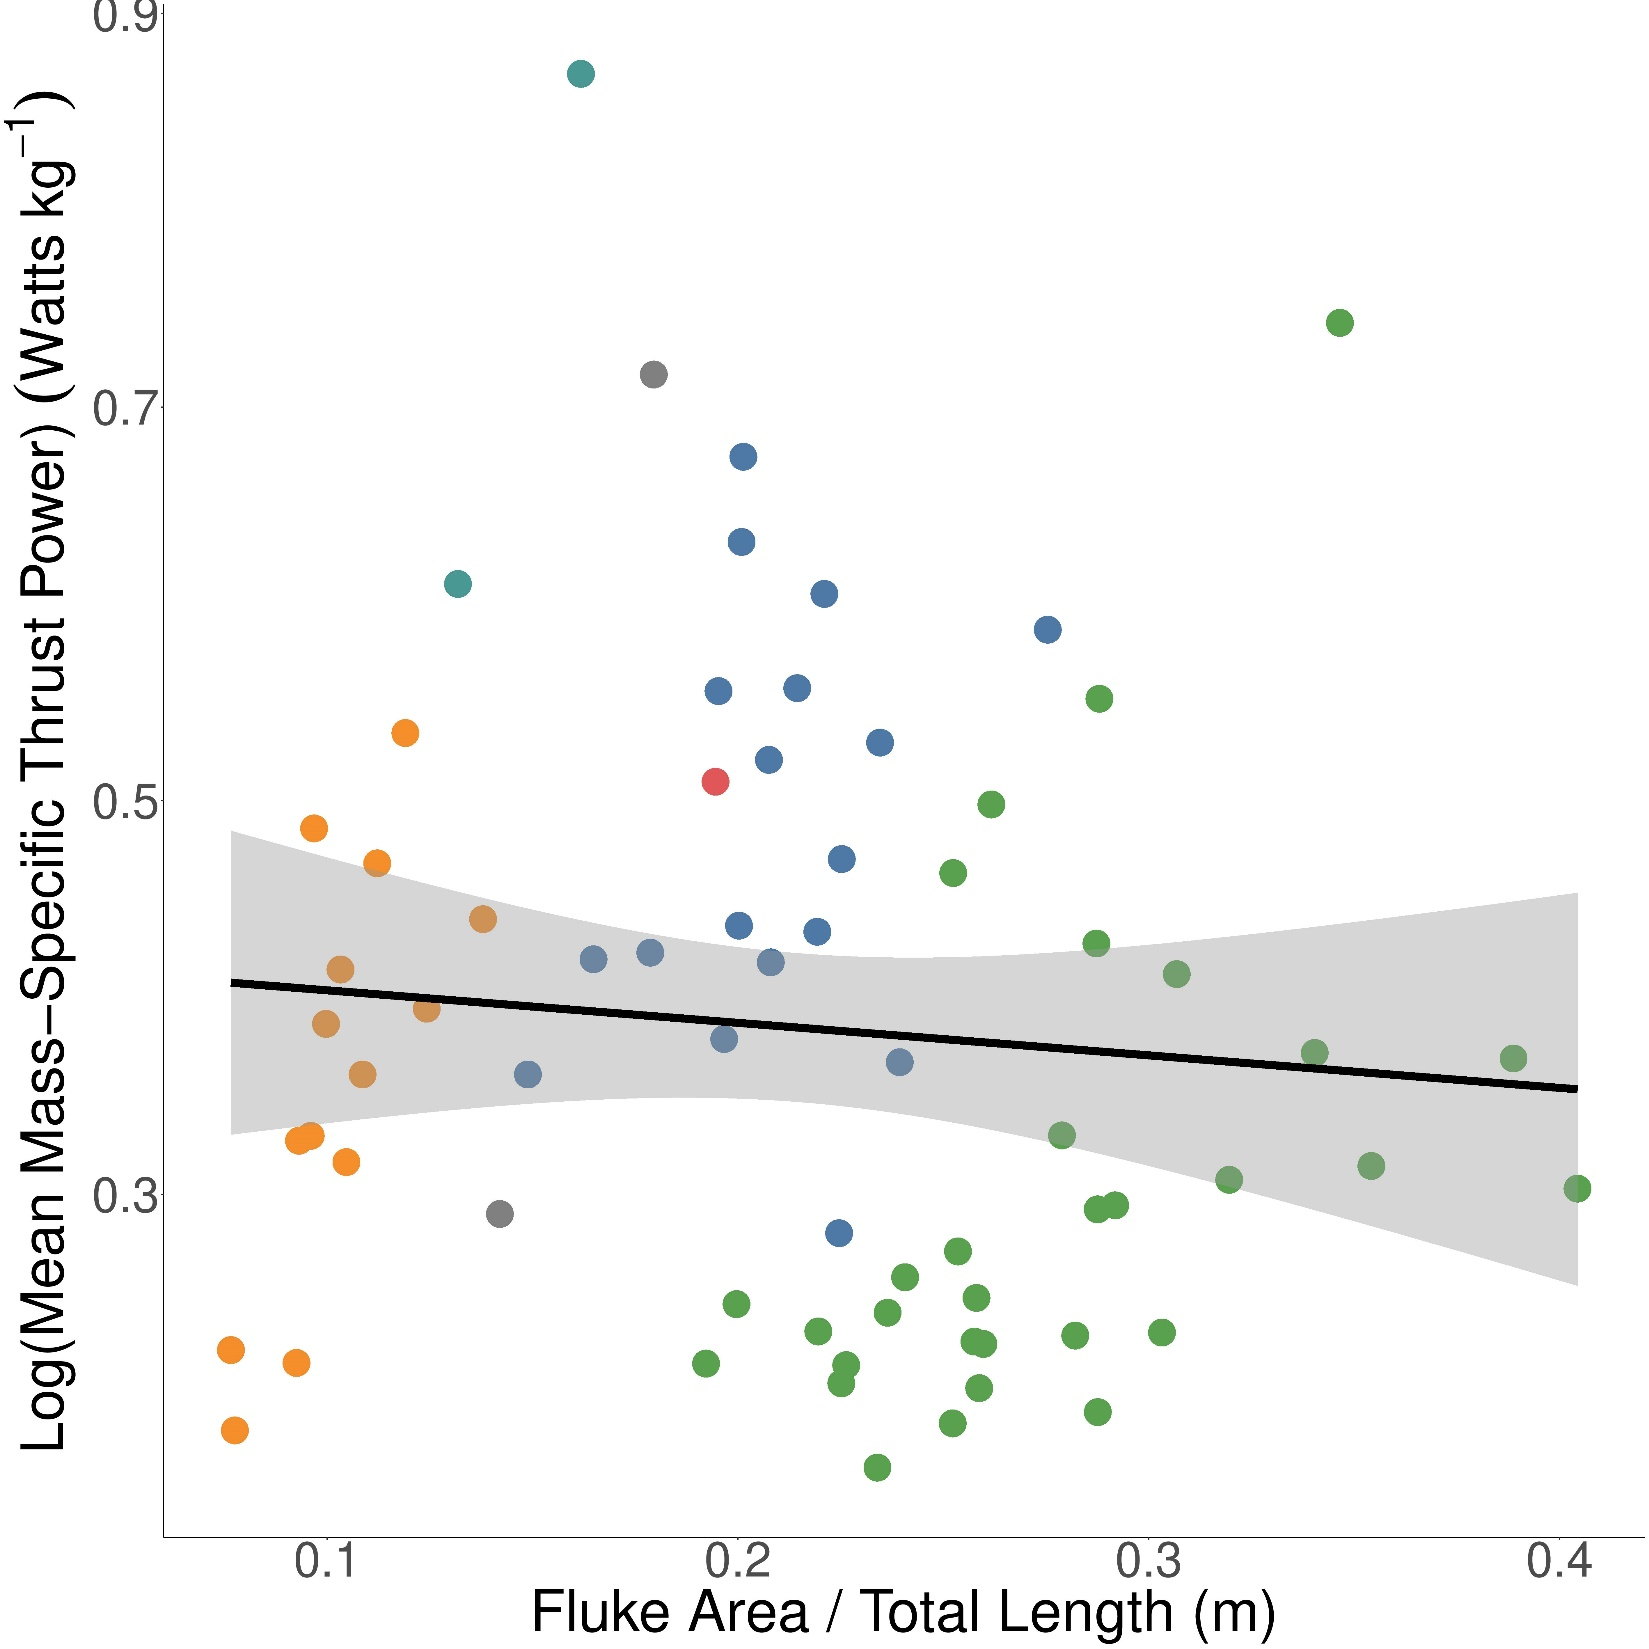 Log(Mean Mass−Specific Thrust Power) (Watts kg⁻¹)
0.9
0.7
0.5
0.3
0.1 0.2 0.3 0.4
Fluke Area / Total Length (m)